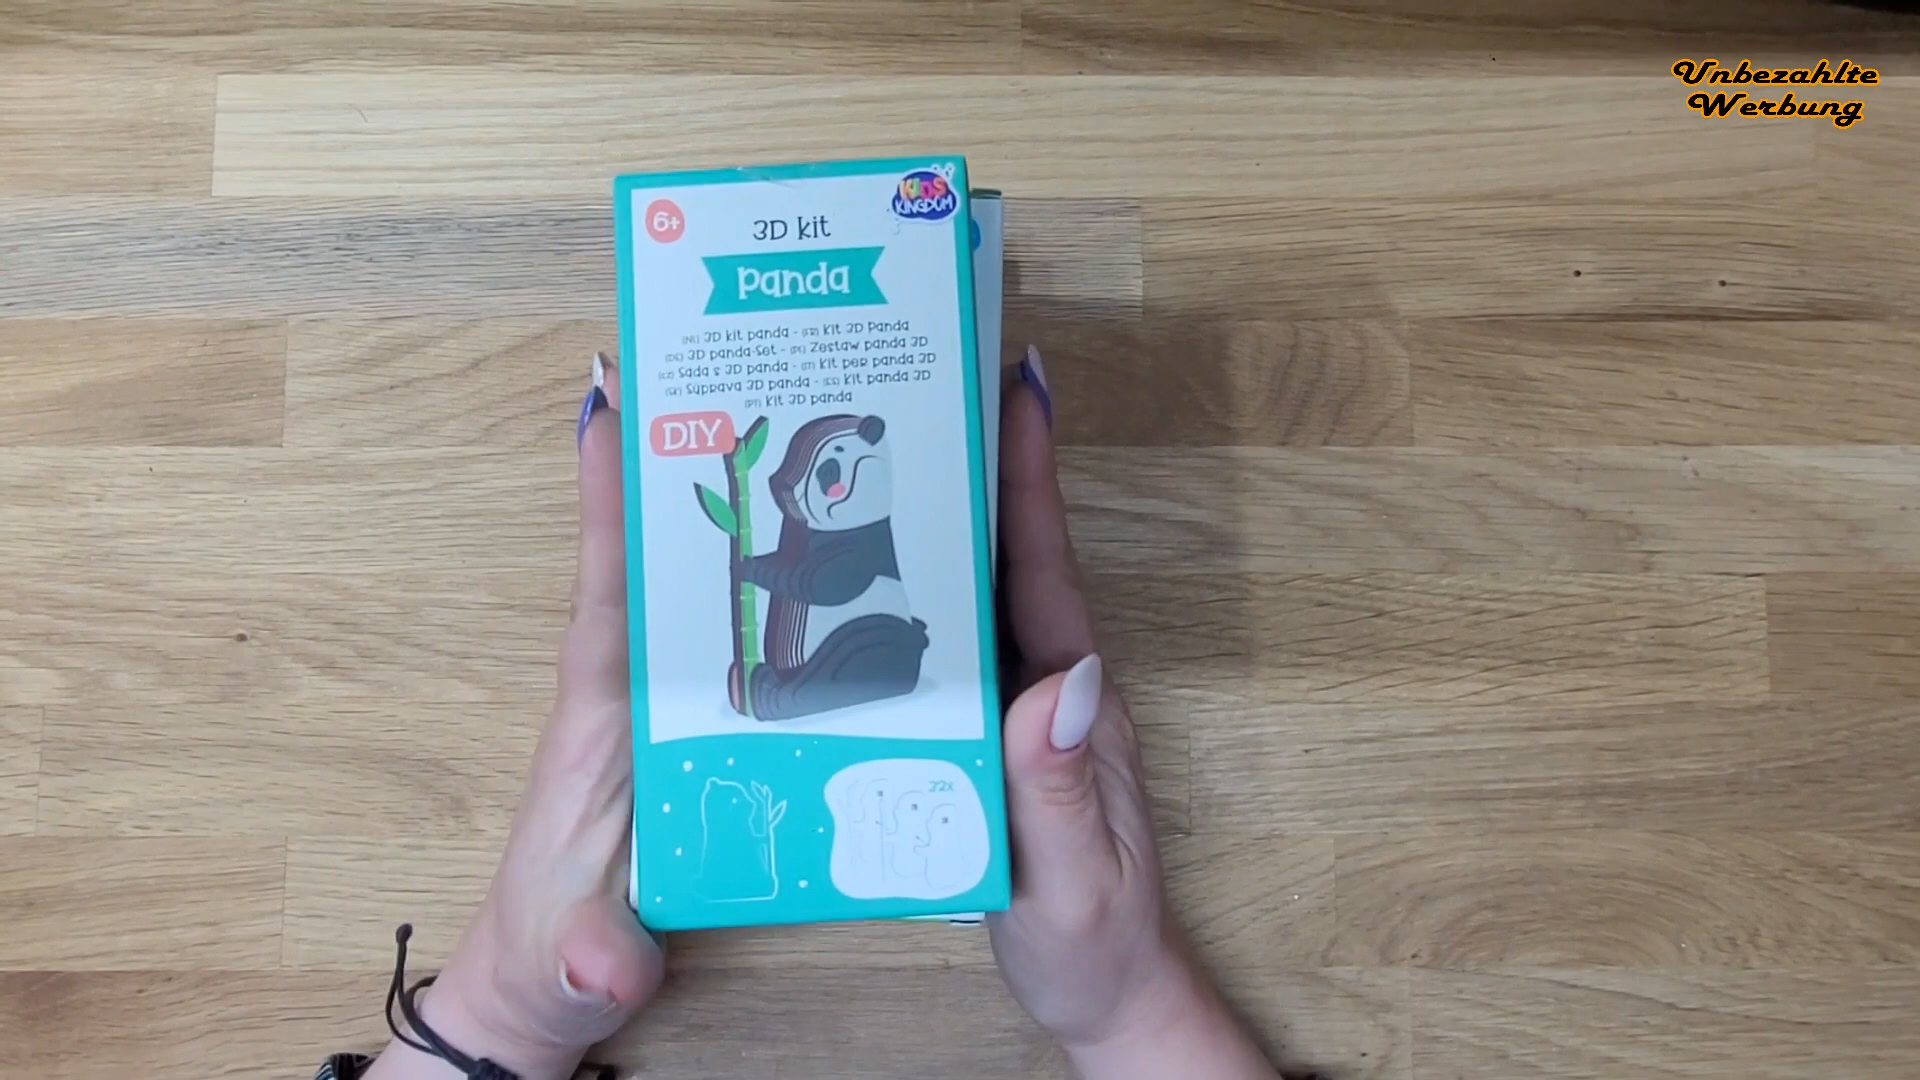 Unbezahlte
Werbung
KIDS
KINGDOM
6+
3D kit
panda
(NL) 3D kit panda - (FR) Kit 3D Panda
(DE) 3D panda-Set - (PL) Zestaw panda 3D
(CZ) Sada s 3D panda - (IT) Kit per panda 3D
(SK) Súprava 3D panda - (ES) Kit panda 3D
(PT) Kit 3D panda
DIY